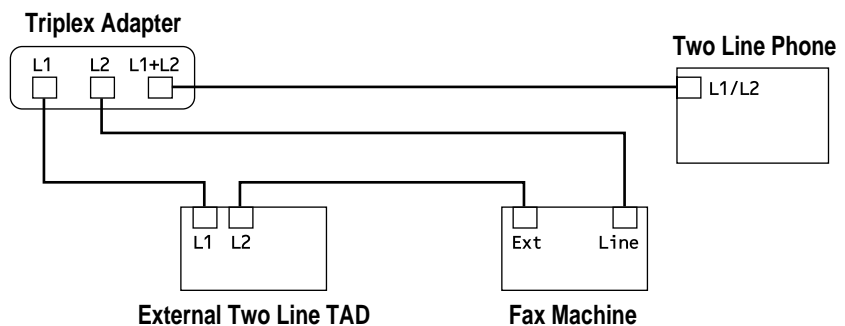 Triplex Adapter
L1 L2 L1+L2
Two Line Phone
L1/L2
L1 L2
Ext Line
External Two Line TAD
Fax Machine